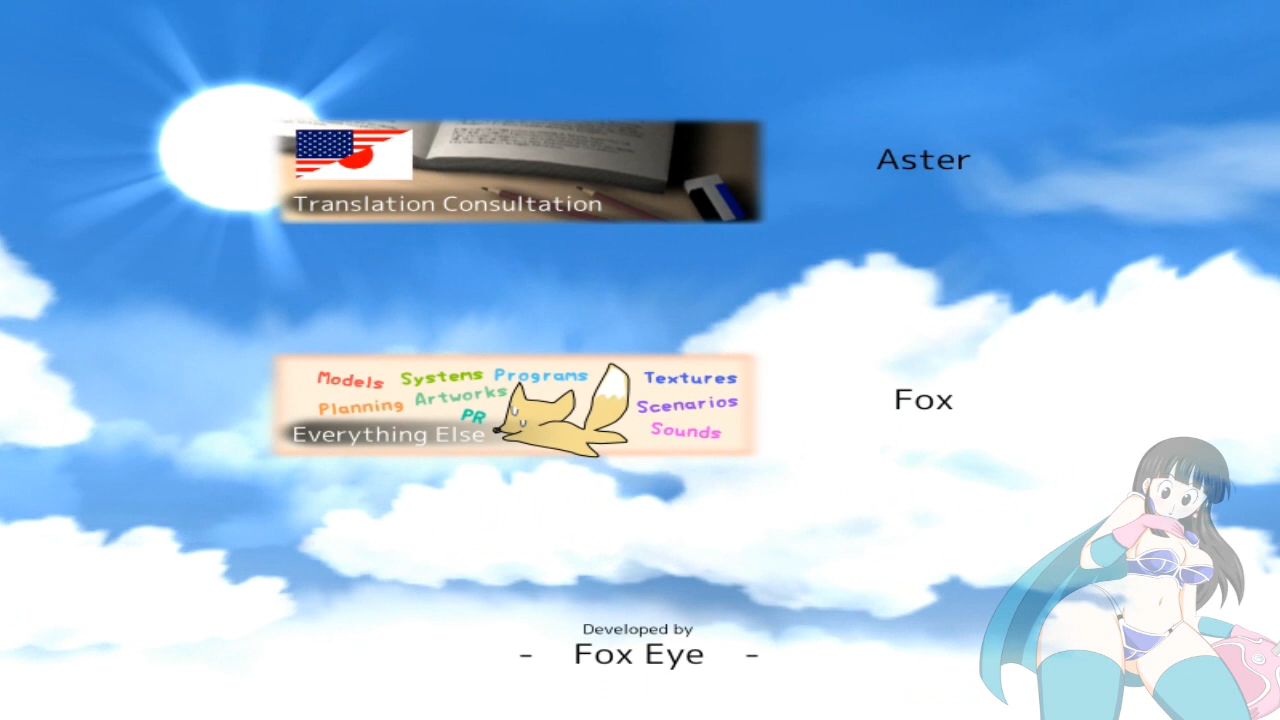 Aster
Translation Consultation
Models Systems Programs Textures
Planning Artworks Scenarios
PR Sounds
Everything Else
Fox
Developed by
- Fox Eye -